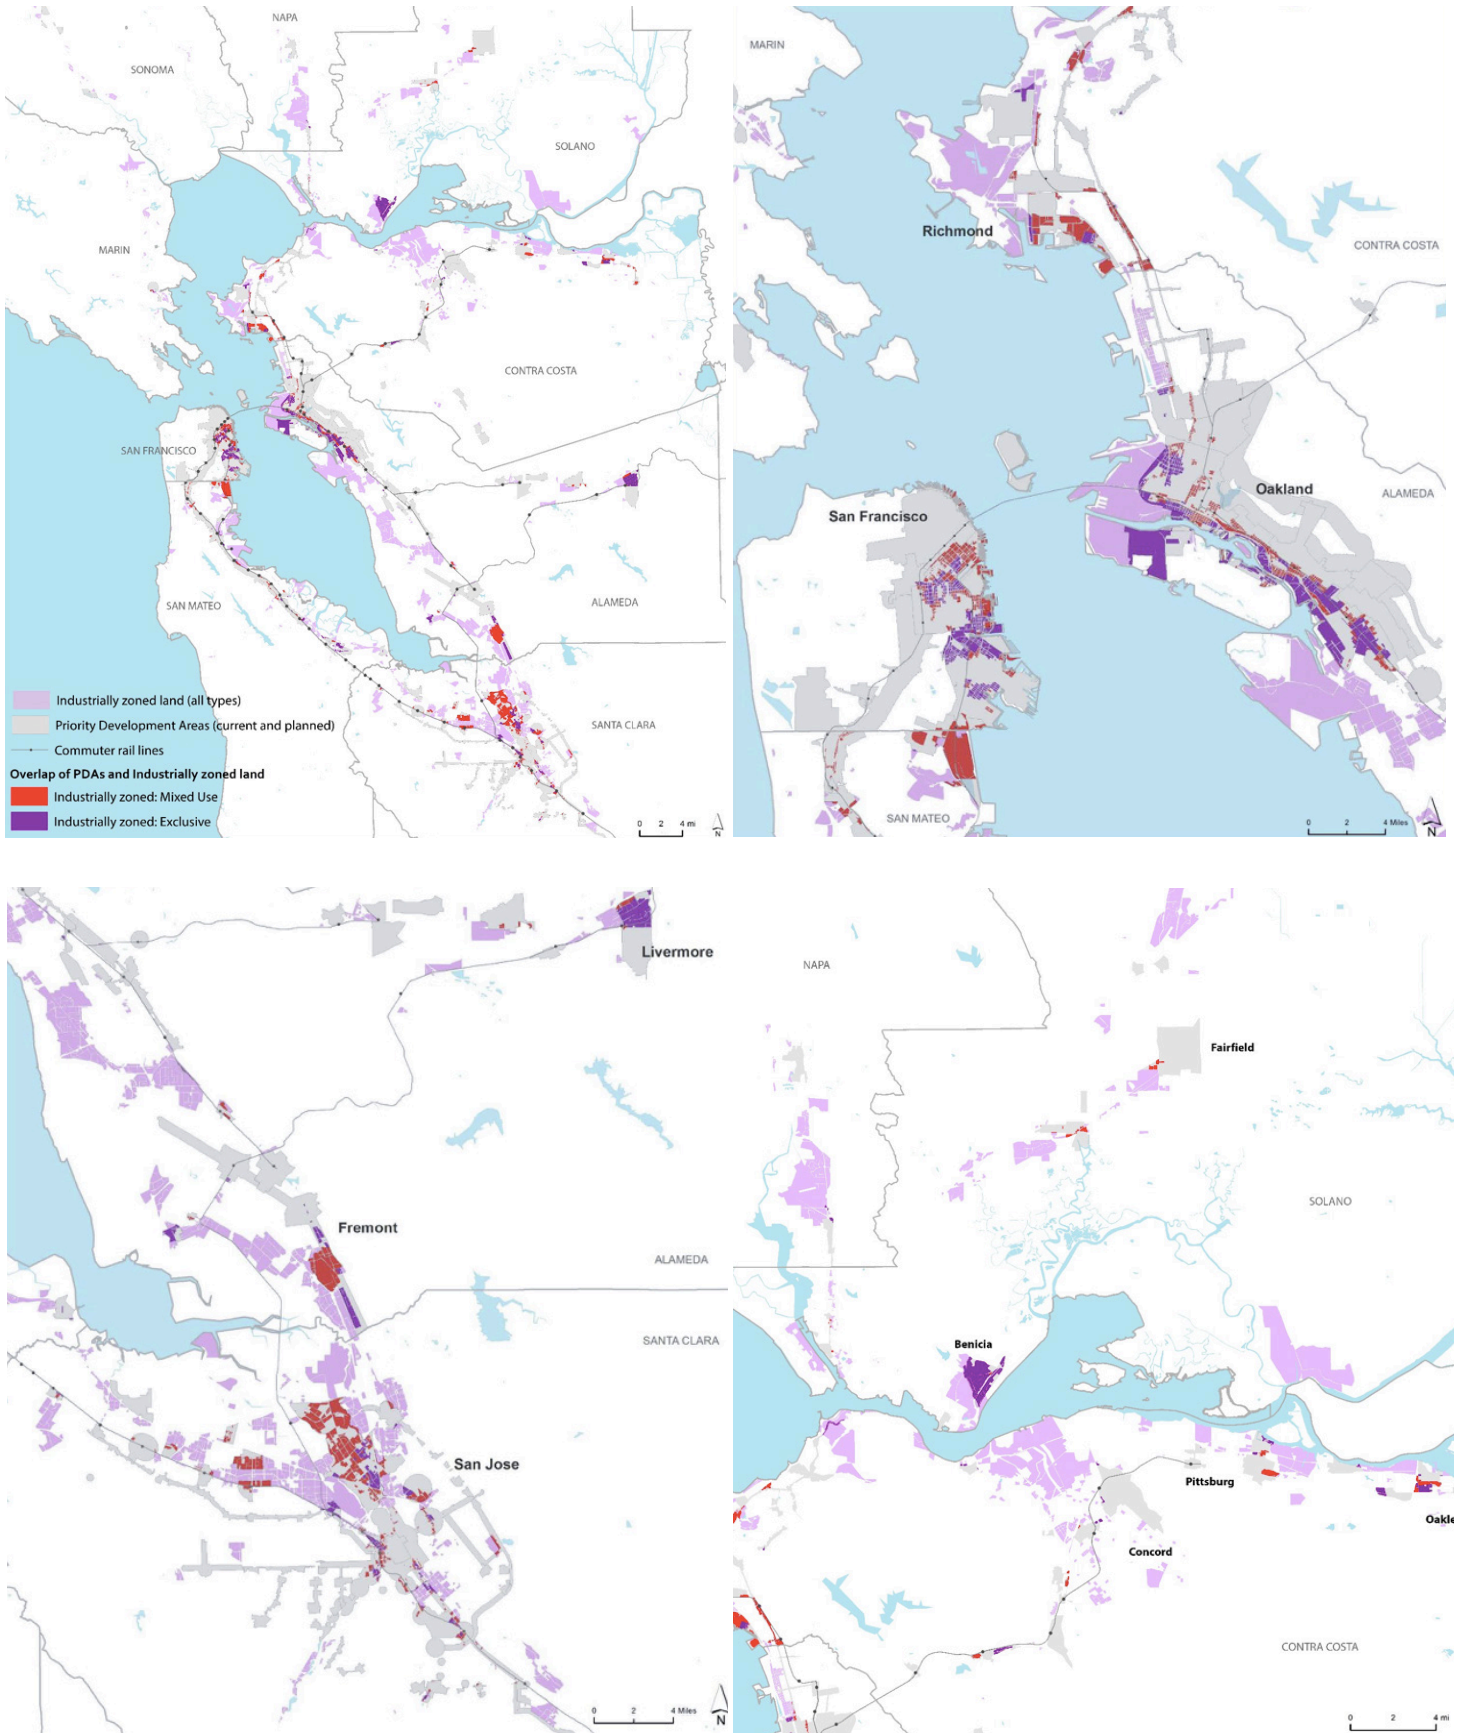 NAPA
SONOMA
SOLANO
MARIN
CONTRA COSTA
SAN FRANCISCO
SAN MATEO
ALAMEDA
SANTA CLARA
Industrially zoned land (all types)
Priority Development Areas (current and planned)
Commuter rail lines
Overlap of PDAs and Industrially zoned land
Industrially zoned: Mixed Use
Industrially zoned: Exclusive
0 2 4 mi
N
MARIN
Richmond
CONTRA COSTA
Oakland
ALAMEDA
San Francisco
SAN MATEO
0 2 4 Miles
N
Livermore
Fremont
ALAMEDA
SANTA CLARA
San Jose
0 2 4 Miles
N
NAPA
Fairfield
SOLANO
Benicia
Pittsburg
Oakle
Concord
CONTRA COSTA
0 2 4 mi